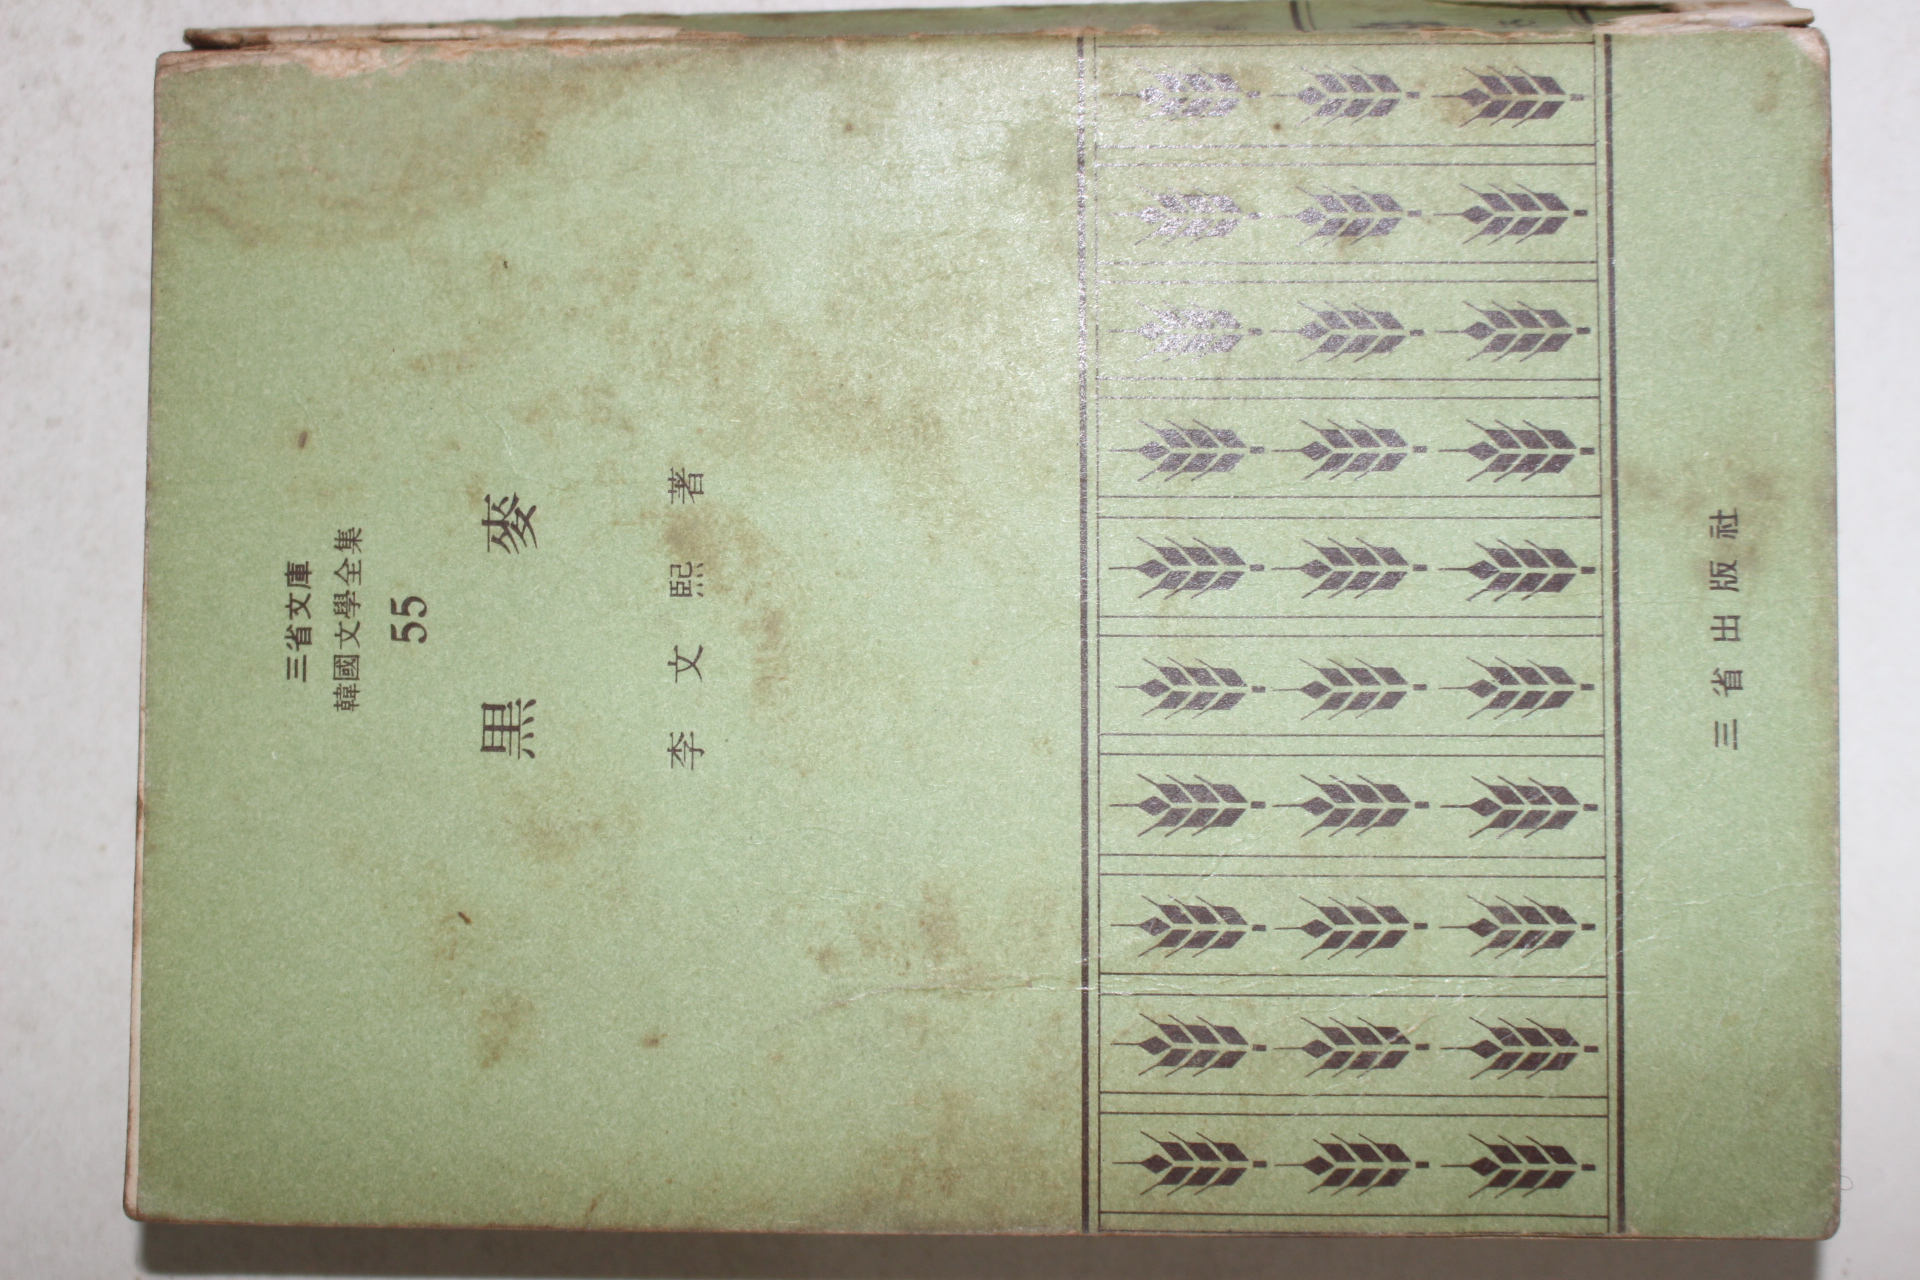 三省文庫
韓國文學全集
55
黒 麥
李 文 熙 著
三 省 出 版 社